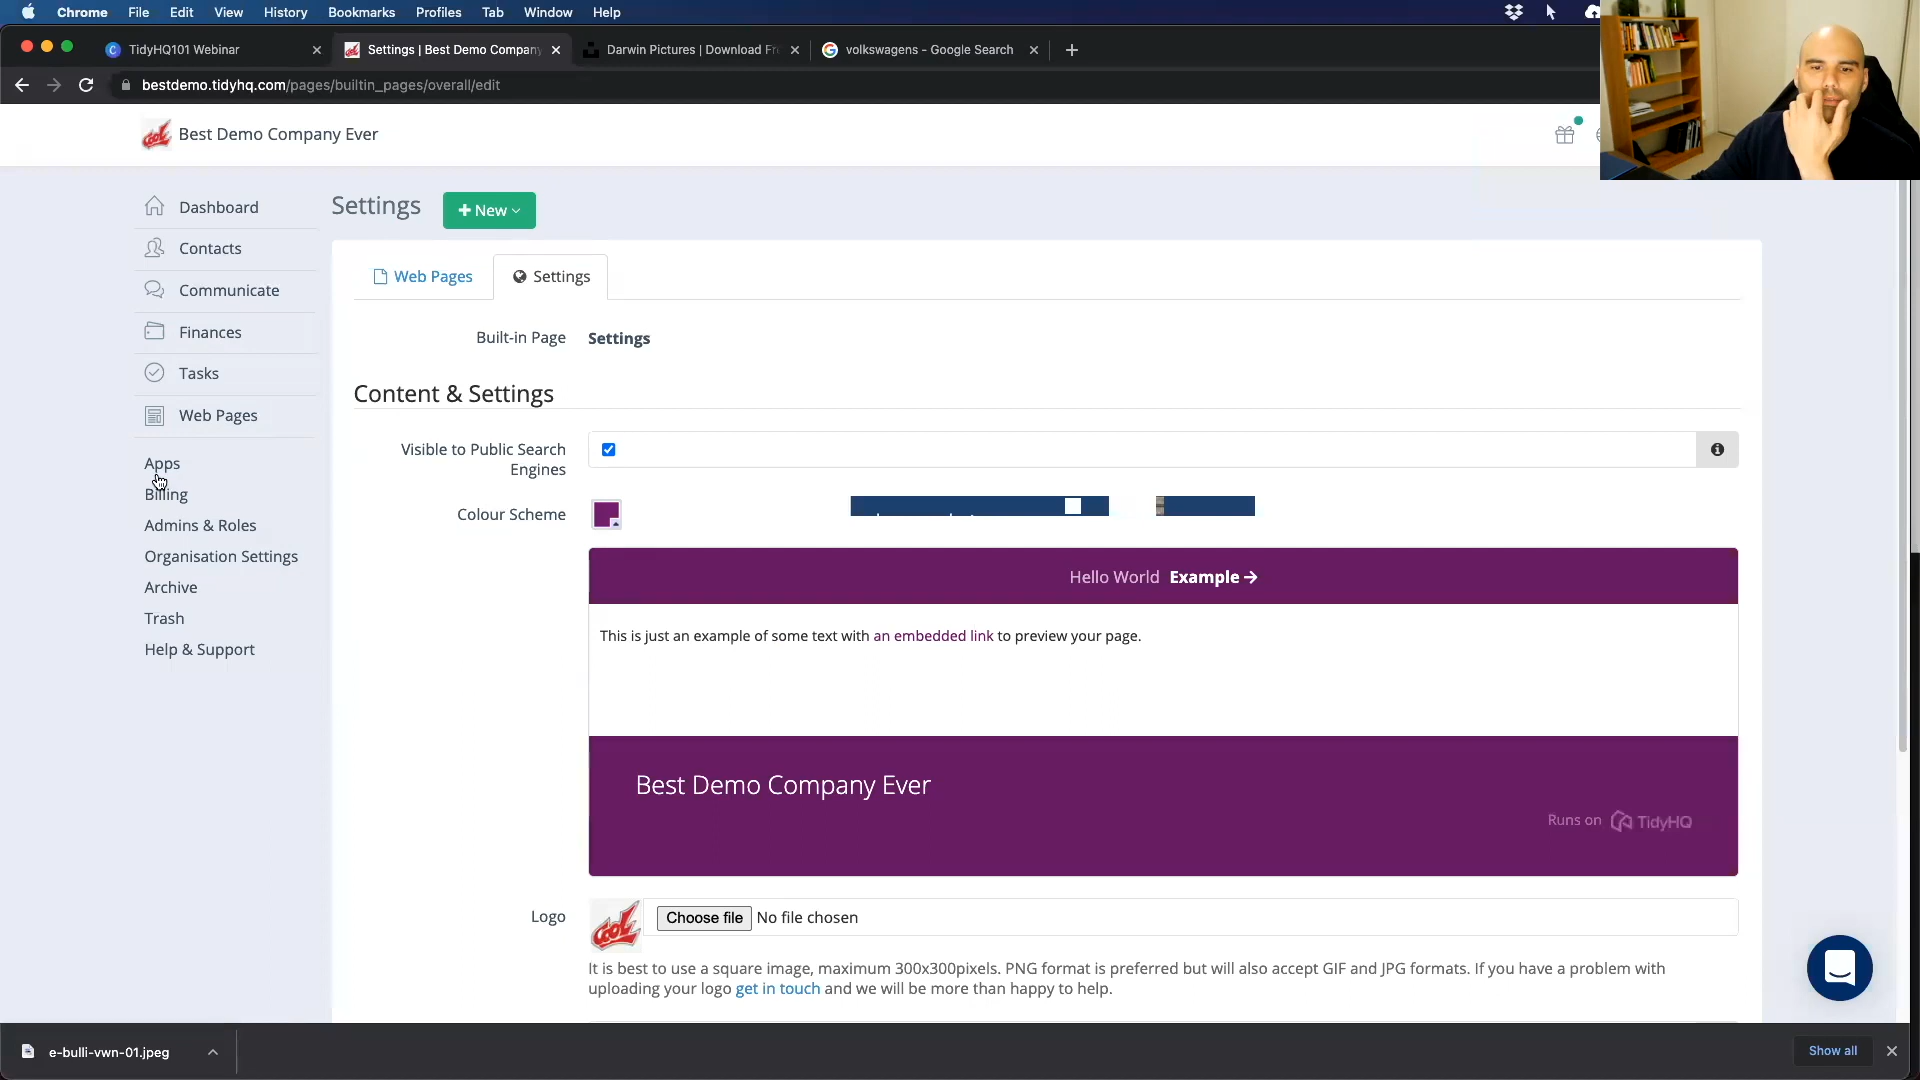 Chrome File Edit View History Bookmarks Profiles Tab Window Help
TidyHQ101 Webinar
Settings | Best Demo Company
Darwin Pictures | Download Fr
volkswagens - Google Search
bestdemo.tidyhq.com/pages/builtin_pages/overall/edit
COOL
Best Demo Company Ever
Dashboard
Contacts
Communicate
Finances
Tasks
Web Pages
Apps
Billing
Admins & Roles
Organisation Settings
Archive
Trash
Help & Support
Settings
+ New
Web Pages
Settings
Built-in Page
Settings
Content & Settings
Visible to Public Search
Engines
Colour Scheme
Hello World Example →
This is just an example of some text with an embedded link to preview your page.
Best Demo Company Ever
Runs on TidyHQ
Logo
COOL
Choose file No file chosen
It is best to use a square image, maximum 300x300pixels. PNG format is preferred but will also accept GIF and JPG formats. If you have a problem with
uploading your logo get in touch and we will be more than happy to help.
e-bulli-vwn-01.jpeg
Show all